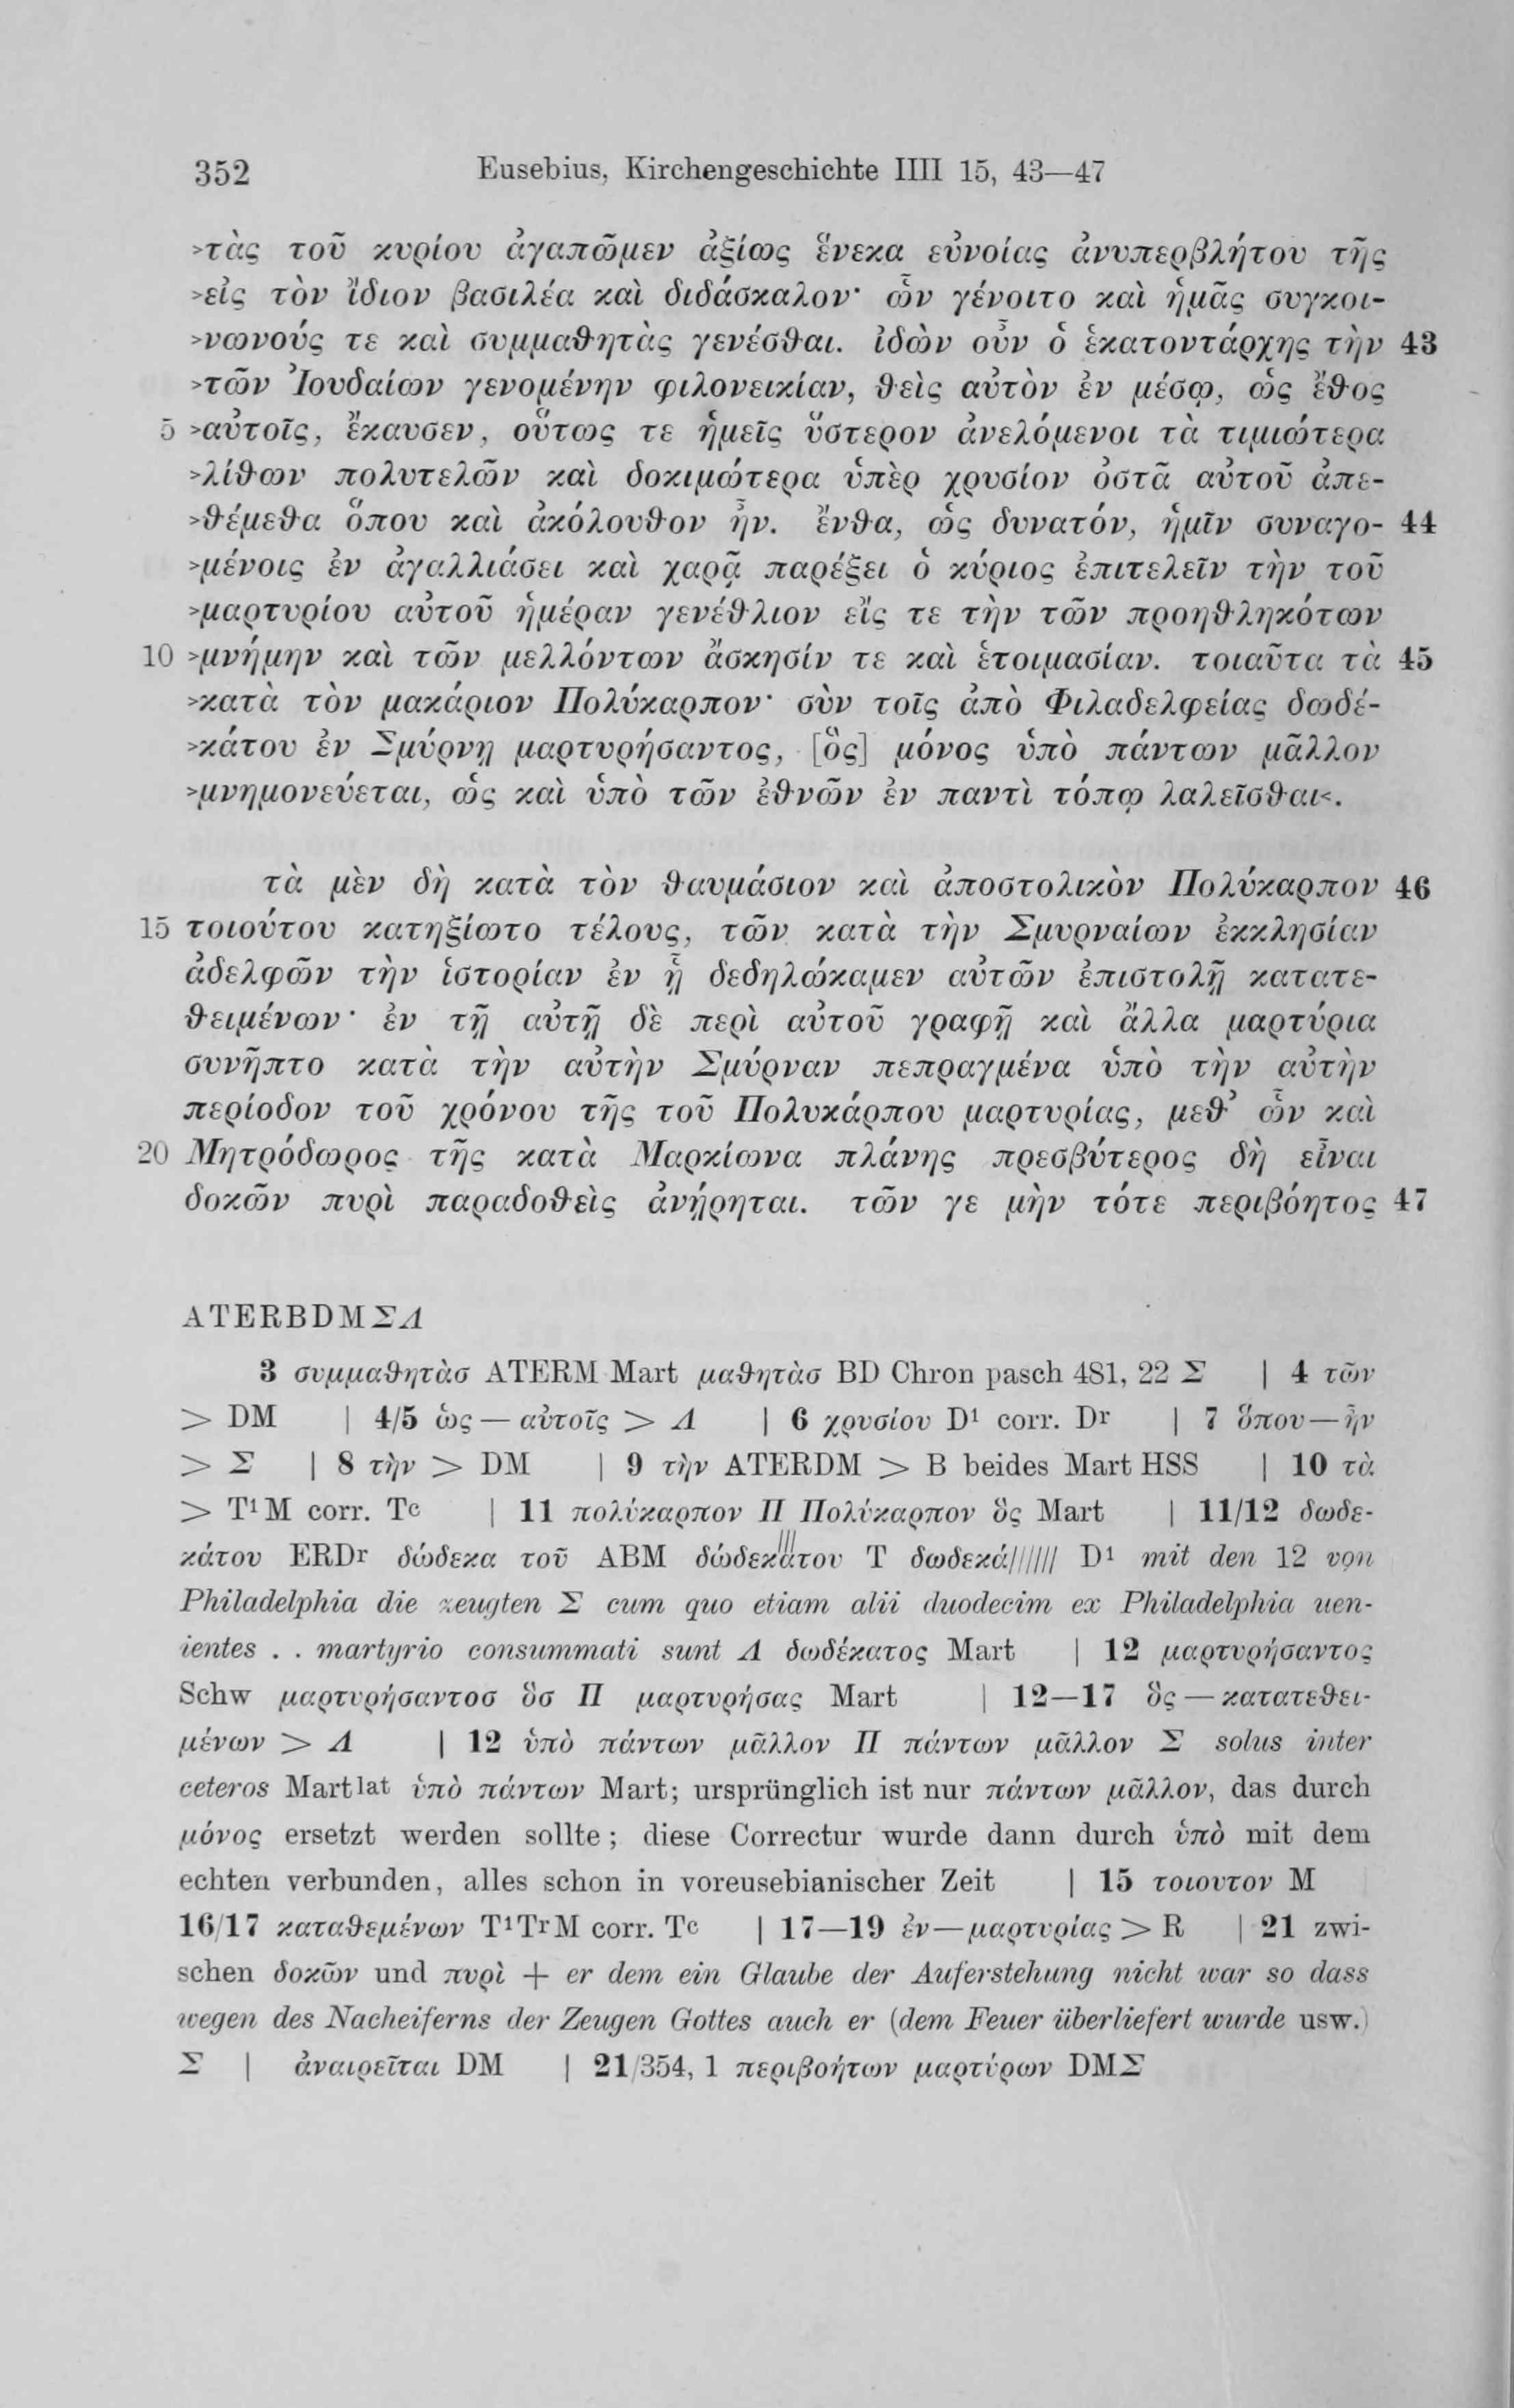 352 Eusebius, Kirchengeschichte IIII 15, 43—47
>τὰς τοῦ κυρίου ἀγαπῶμεν ἀξίως ἕνεκα εὐνοίας ἀνυπερβλήτου τῆς
>εἰς τὸν ἴδιον βασιλέα καὶ διδάσκαλον· ὧν γένοιτο καὶ ἡμᾶς συγκοι-
>νωνούς τε καὶ συμμαθητὰς γενέσθαι. ἰδὼν οὖν ὁ ἑκατοντάρχης τὴν 43
>τῶν Ἰουδαίων γενομένην φιλονεικίαν, θεὶς αὐτὸν ἐν μέσῳ, ὡς ἔθος
5 >αὐτοῖς, ἔκαυσεν, οὕτως τε ἡμεῖς ὕστερον ἀνελόμενοι τὰ τιμιώτερα
>λίθων πολυτελῶν καὶ δοκιμώτερα ὑπὲρ χρυσίον ὀστᾶ αὐτοῦ ἀπε-
>θέμεθα ὅπου καὶ ἀκόλουθον ἦν. ἔνθα, ὡς δυνατόν, ἡμῖν συναγο- 44
>μένοις ἐν ἀγαλλιάσει καὶ χαρᾷ παρέξει ὁ κύριος ἐπιτελεῖν τὴν τοῦ
>μαρτυρίου αὐτοῦ ἡμέραν γενέθλιον εἴς τε τὴν τῶν προηθληκότων
10 >μνήμην καὶ τῶν μελλόντων ἄσκησίν τε καὶ ἑτοιμασίαν. τοιαῦτα τὰ 45
>κατὰ τὸν μακάριον Πολύκαρπον· σὺν τοῖς ἀπὸ Φιλαδελφείας δωδε-
>κάτου ἐν Σμύρνῃ μαρτυρήσαντος, [ὃς] μόνος ὑπὸ πάντων μᾶλλον
>μνημονεύεται, ὡς καὶ ὑπὸ τῶν ἐθνῶν ἐν παντὶ τόπῳ λαλεῖσθαι<.
τὰ μὲν δὴ κατὰ τὸν θαυμάσιον καὶ ἀποστολικὸν Πολύκαρπον 46
15 τοιούτου κατηξίωτο τέλους, τῶν κατὰ τὴν Σμυρναίων ἐκκλησίαν
ἀδελφῶν τὴν ἱστορίαν ἐν ᾗ δεδηλώκαμεν αὐτῶν ἐπιστολῇ κατατε-
θειμένων· ἐν τῇ αὐτῇ δὲ περὶ αὐτοῦ γραφῇ καὶ ἄλλα μαρτύρια
συνῆπτο κατὰ τὴν αὐτὴν Σμύρναν πεπραγμένα ὑπὸ τὴν αὐτὴν
περίοδον τοῦ χρόνου τῆς τοῦ Πολυκάρπου μαρτυρίας, μεθ' ὧν καὶ
20 Μητρόδωρος τῆς κατὰ Μαρκίωνα πλάνης πρεσβύτερος δὴ εἶναι
δοκῶν πυρὶ παραδοθεὶς ἀνῄρηται. τῶν γε μὴν τότε περιβόητος 47
ATERBDMΣΛ
3 συμμαθητὰσ ATERM Mart μαθητὰσ BD Chron pasch 481, 22 Σ | 4 τῶν
> DM | 4/5 ὡς—αὐτοῖς > Λ | 6 χρυσίου D¹ corr. Dʳ | 7 ὅπου—ἦν
> Σ | 8 τὴν > DM | 9 τὴν ATERDM > B beides Mart HSS | 10 τὰ
> T¹M corr. Tᶜ | 11 πολύκαρπον Π Πολύκαρπον ὃς Mart | 11/12 δωδε-
κάτου ERDʳ δώδεκα τοῦ ABM δώδεκάτου T δωδεκά////// D¹ mit den 12 von
Philadelphia die zeugten Σ cum quo etiam alii duodecim ex Philadelphia uen-
ientes . . martyrio consummati sunt Λ δωδέκατος Mart | 12 μαρτυρήσαντος
Schw μαρτυρήσαντοσ ὃσ Π μαρτυρήσας Mart | 12—17 ὃς—κατατεθει-
μένων > Λ | 12 ὑπὸ πάντων μᾶλλον Π πάντων μᾶλλον Σ solus inter
ceteros Martlat ὑπὸ πάντων Mart; ursprünglich ist nur πάντων μᾶλλον, das durch
μόνος ersetzt werden sollte; diese Correctur wurde dann durch ὑπὸ mit dem
echten verbunden, alles schon in voreusebianischer Zeit | 15 τοιουτον M
16/17 καταθεμένων T¹TʳM corr. Tᶜ | 17—19 ἐν—μαρτυρίας > R | 21 zwi-
schen δοκῶν und πυρὶ + er dem ein Glaube der Auferstehung nicht war so dass
wegen des Nacheiferns der Zeugen Gottes auch er (dem Feuer überliefert wurde usw.)
Σ | ἀναιρεῖται DM | 21/354, 1 περιβοήτων μαρτύρων DMΣ